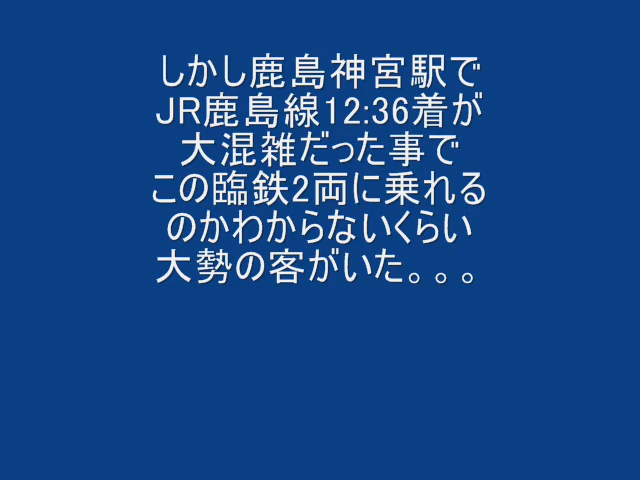 しかし鹿島神宮駅で
JR鹿島線12:36着が
大混雑だった事で
この臨鉄2両に乗れる
のかわからないくらい
大勢の客がいた。。。